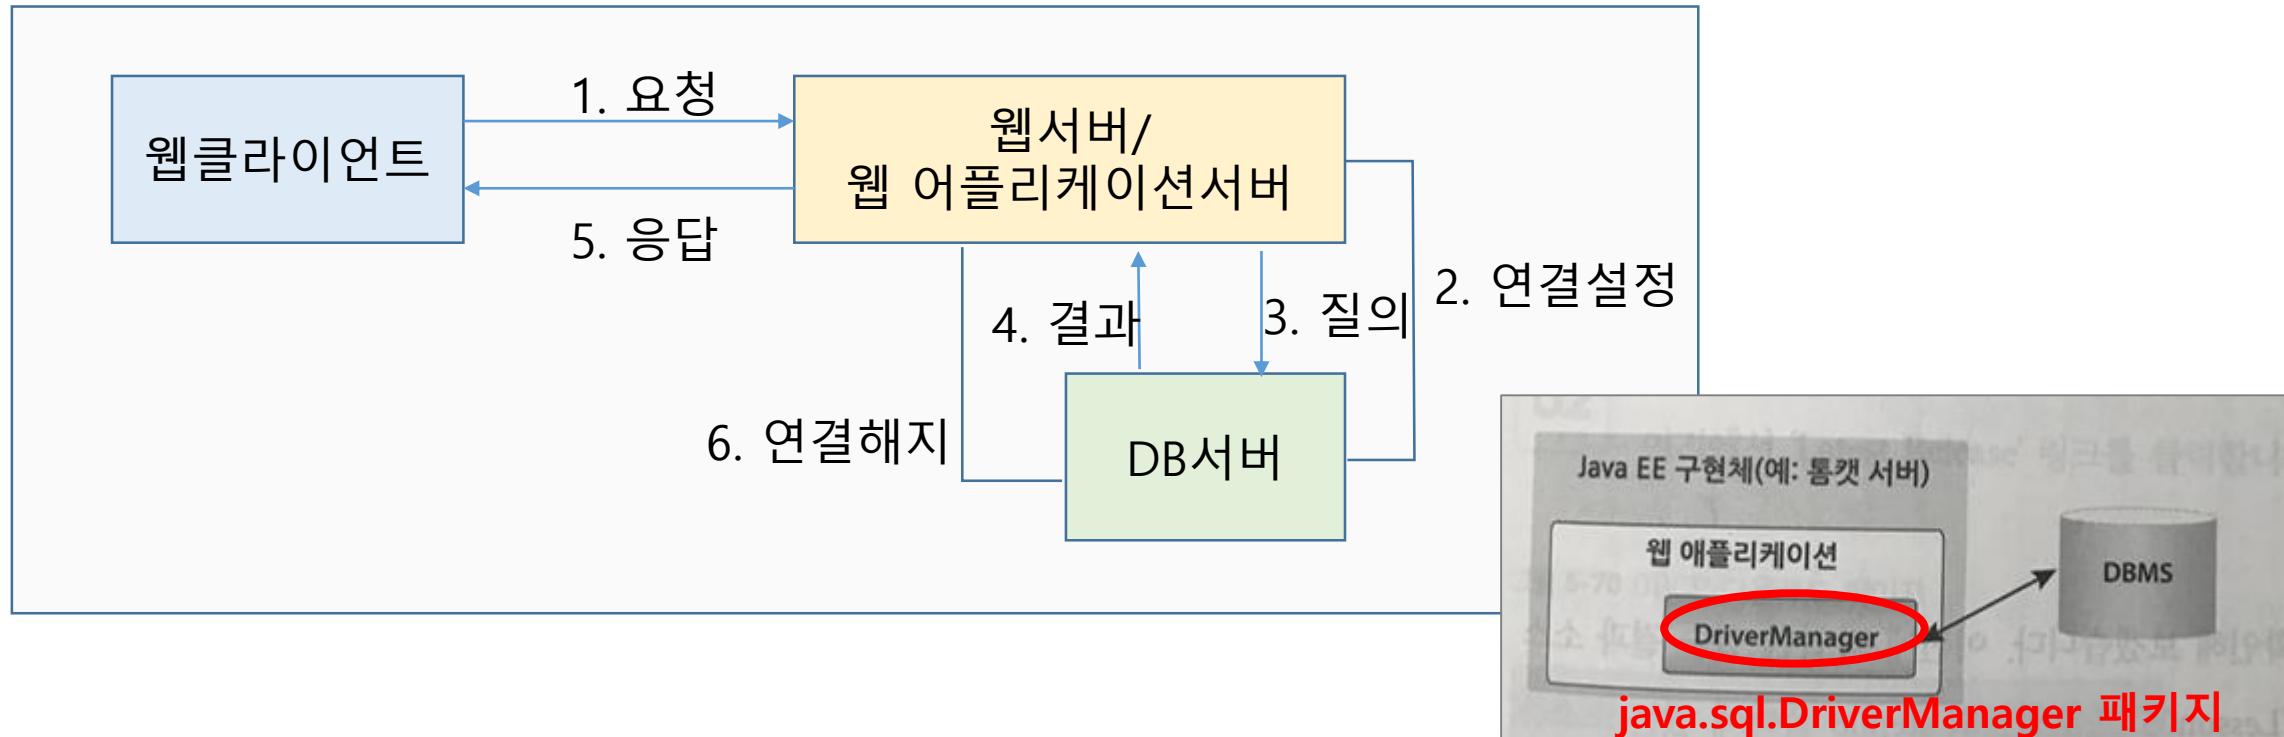 1. 요청
웹클라이언트
웹서버/
웹 어플리케이션서버
5. 응답
2. 연결설정
4. 결과
3. 질의
6. 연결해지
DB서버
Java EE 구현체(예: 톰캣 서버)
웹 애플리케이션
DBMS
DriverManager
java.sql.DriverManager 패키지